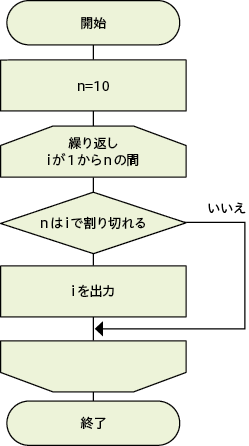 開始
n=10
繰り返し
iが1からnの間
nはiで割り切れる
いいえ
iを出力
終了